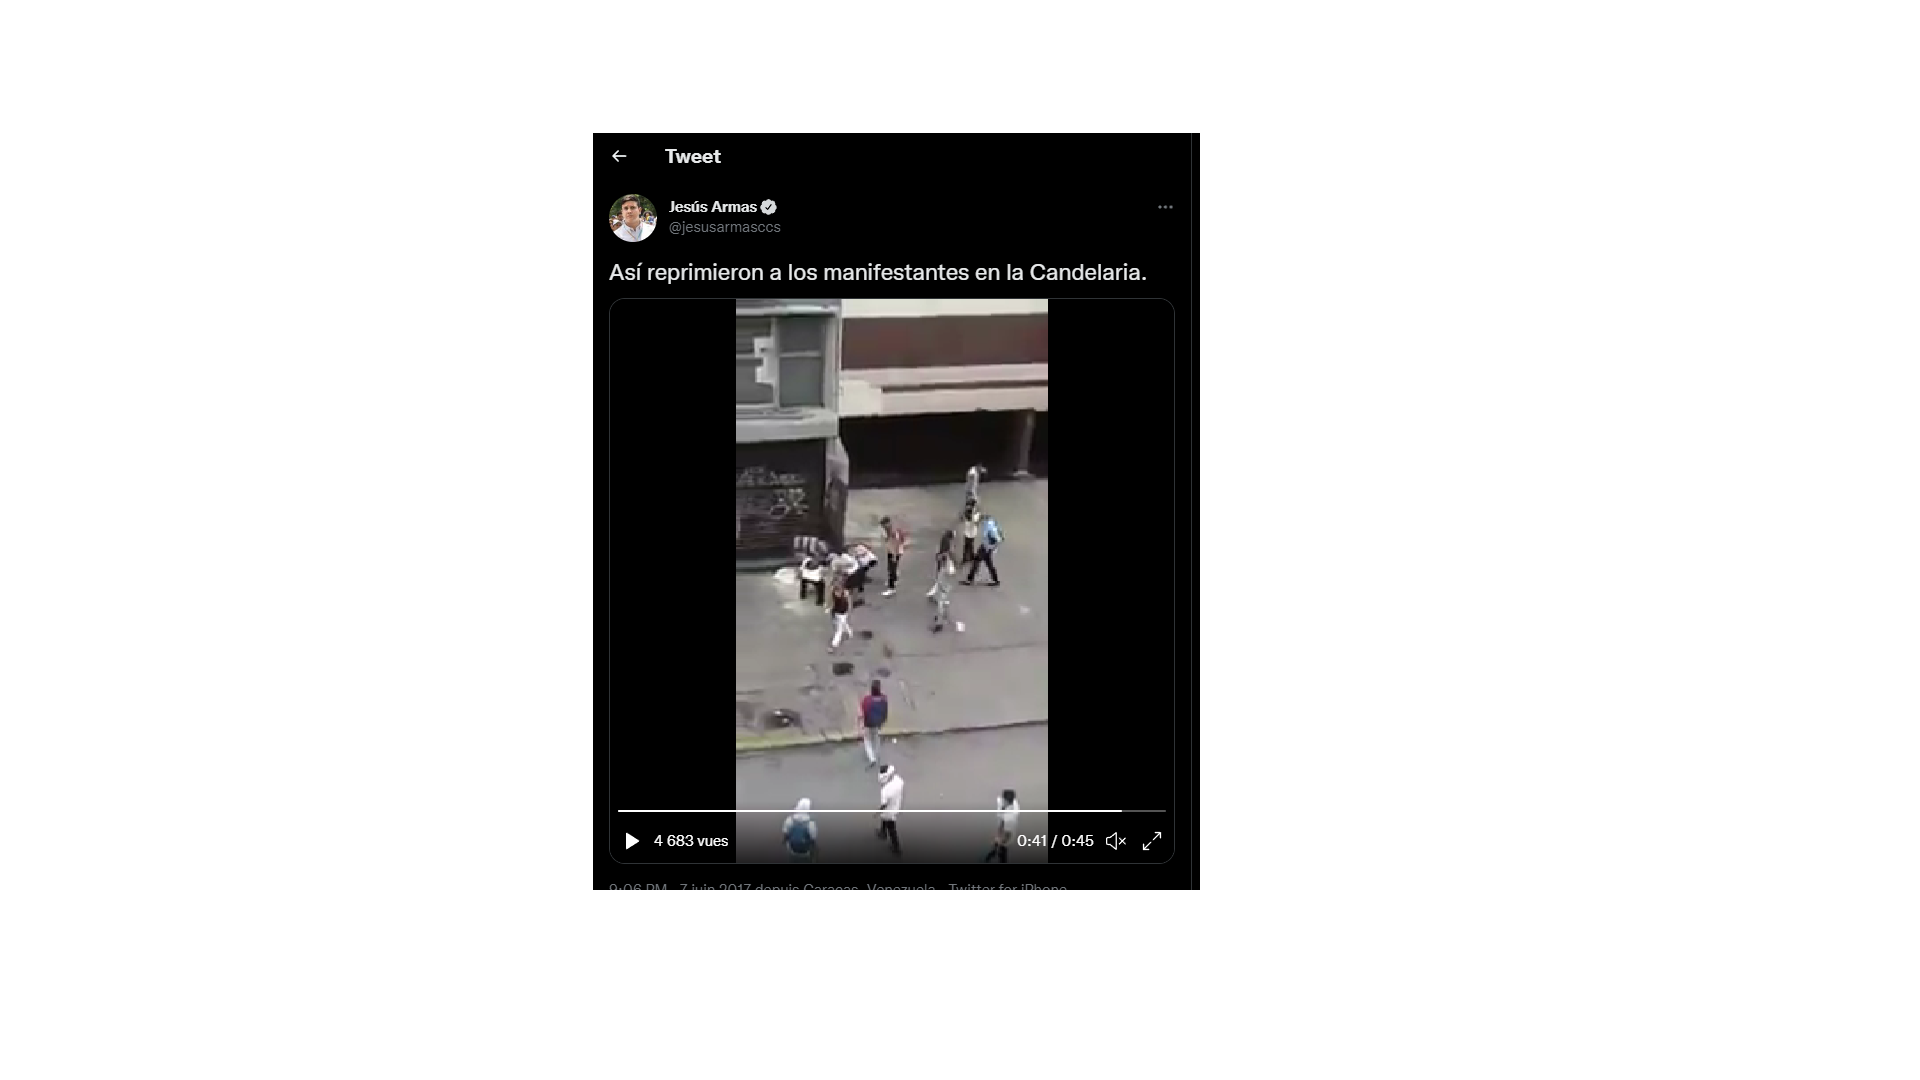 Tweet
Jesús Armas
@jesusarmasccs
Así reprimieron a los manifestantes en la Candelaria.
4 683 vues
0:41 / 0:45
9:06 PM · 7 juin 2017 depuis Caracas, Venezuela · Twitter for iPhone